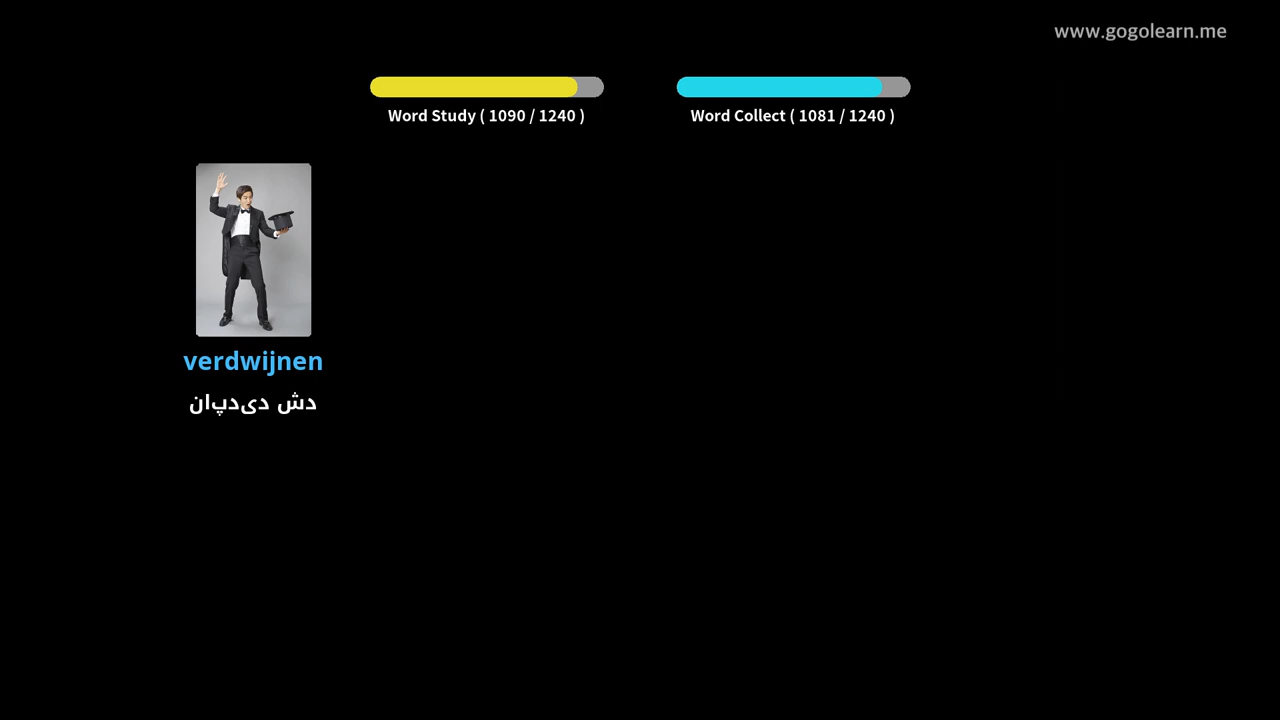 www.gogolearn.me
Word Study ( 1090 / 1240 )
Word Collect ( 1081 / 1240 )
verdwijnen
دش دیدپان